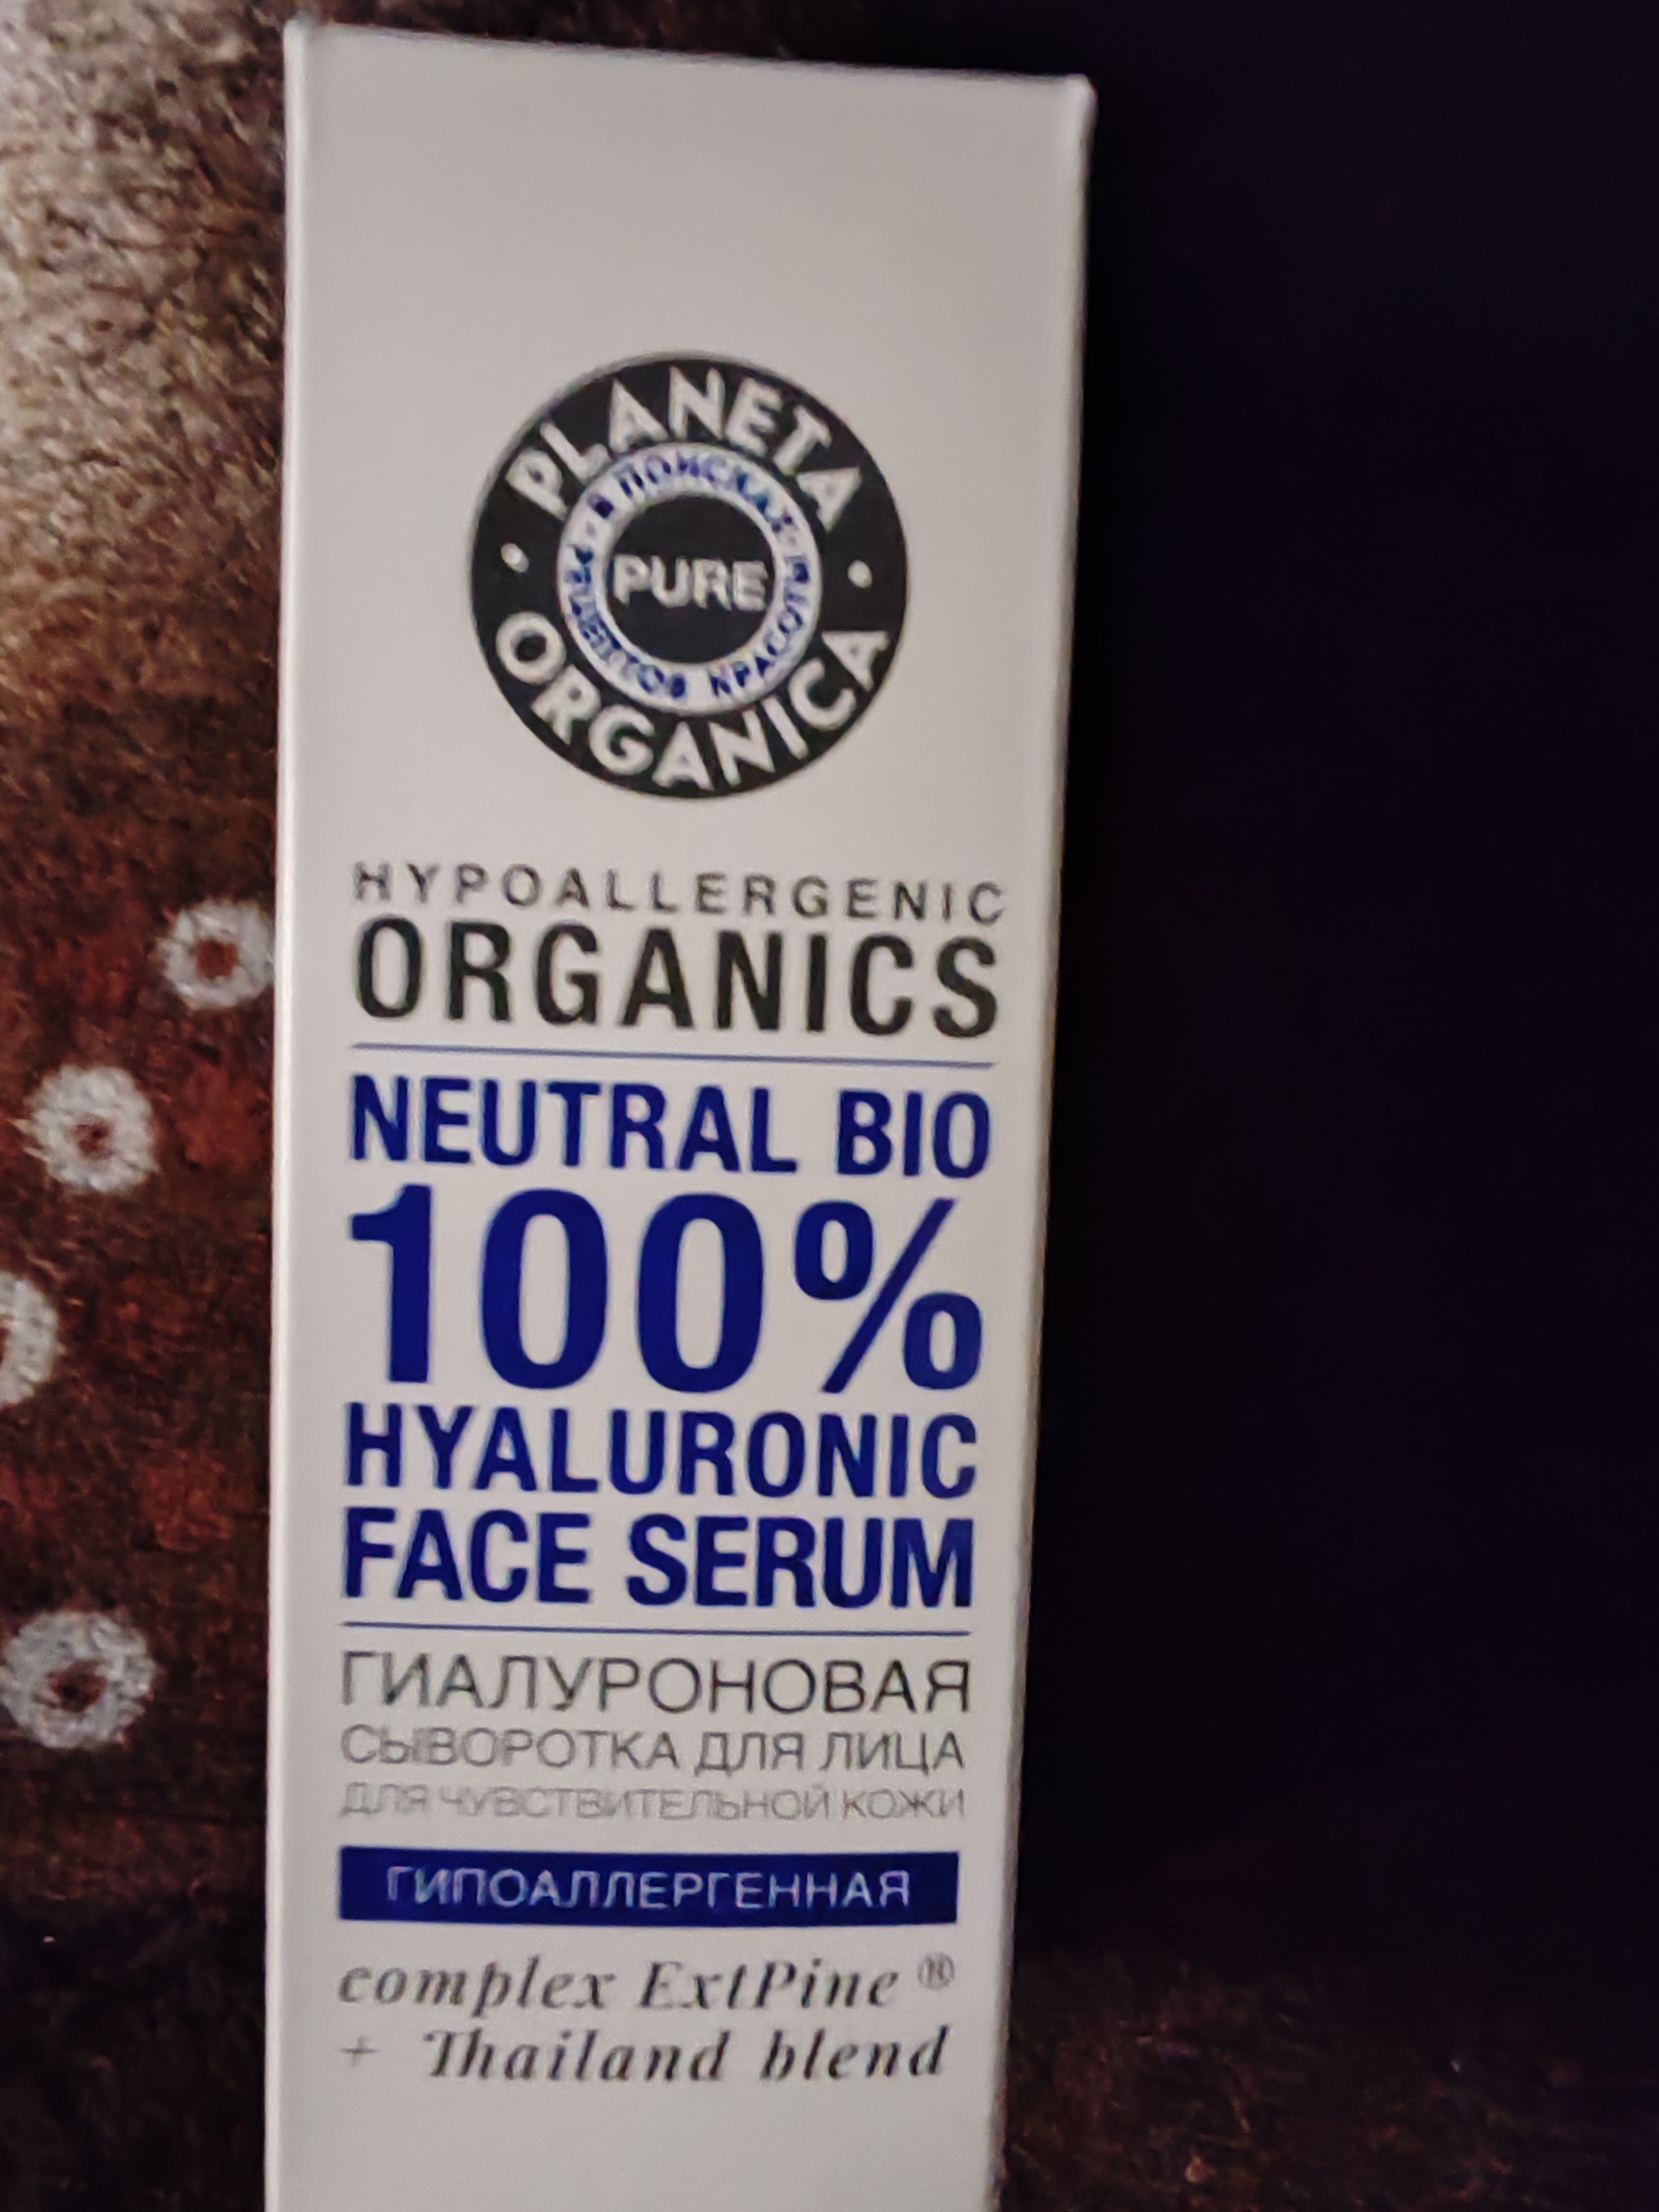 PLANETA
В ПОИСКАХ РЕЦЕПТОВ КРАСОТЫ
PURE
ORGANICA
HYPOALLERGENIC
ORGANICS
NEUTRAL BIO
100%
HYALURONIC
FACE SERUM
ГИАЛУРОНОВАЯ
СЫВОРОТКА ДЛЯ ЛИЦА
ДЛЯ ЧУВСТВИТЕЛЬНОЙ КОЖИ
ГИПОАЛЛЕРГЕННАЯ
complex ExtPine ®
+ Thailand blend